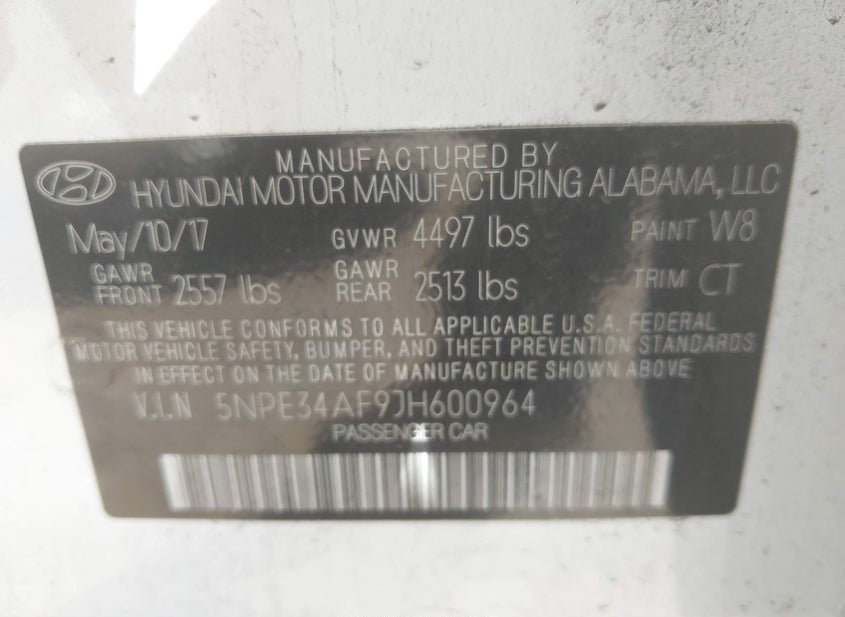 MANUFACTURED BY
HYUNDAI MOTOR MANUFACTURING ALABAMA, LLC
May/10/17 GVWR 4497 lbs PAINT W8
GAWR FRONT 2557 lbs GAWR REAR 2513 lbs TRIM CT
THIS VEHICLE CONFORMS TO ALL APPLICABLE U.S.A. FEDERAL
MOTOR VEHICLE SAFETY, BUMPER, AND THEFT PREVENTION STANDARDS
IN EFFECT ON THE DATE OF MANUFACTURE SHOWN ABOVE.
V.I.N 5NPE34AF9JH600964
PASSENGER CAR